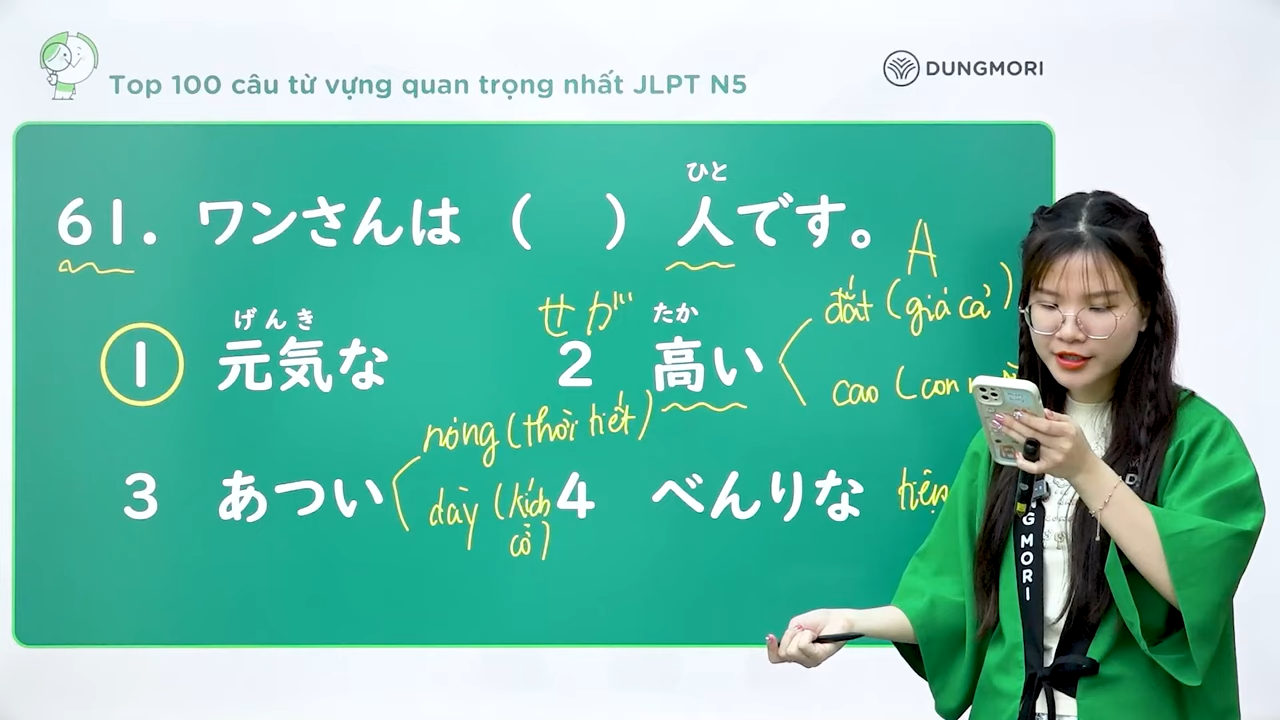 Top 100 câu từ vựng quan trọng nhất JLPT N5
DUNGMORI
ひと
61. ワンさんは ( ) 人です。
A
せが
đắt (giá cả)
げんき
たか
1 元気な
2 高い
cao (con
nóng (thời tiết)
3 あつい
dày (kích cỡ)
4 べんりな
tiện
G MORI